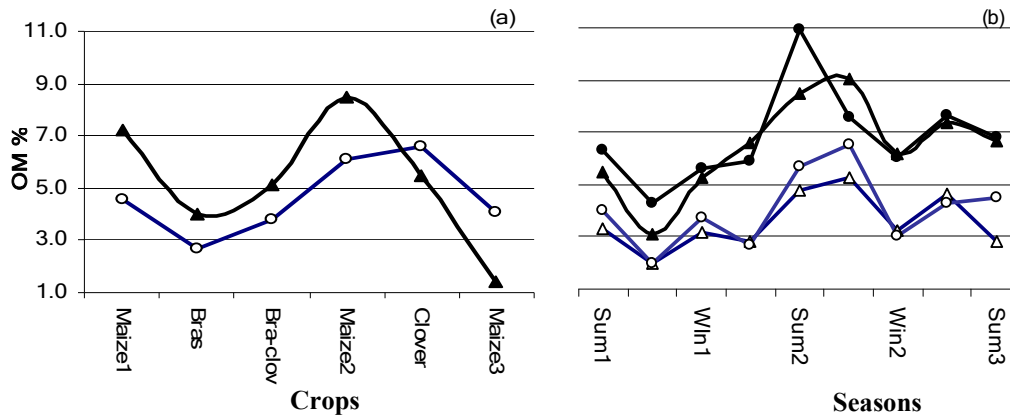 (a)
(b)
OM %
11.0
9.0
7.0
5.0
3.0
1.0
Maize1
Bras
Bra-clov
Maize2
Clover
Maize3
Crops
Sum1
WIn1
Sum2
Win2
Sum3
Seasons